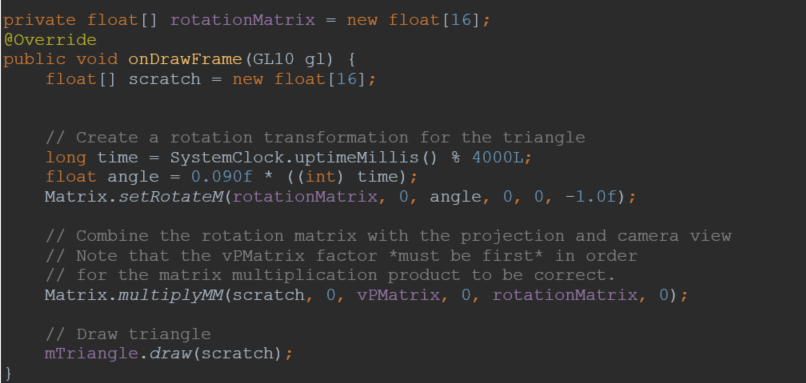 private float[] rotationMatrix = new float[16];
@Override
public void onDrawFrame(GL10 gl) {
    float[] scratch = new float[16];
    // Create a rotation transformation for the triangle
    long time = SystemClock.uptimeMillis() % 4000L;
    float angle = 0.090f * ((int) time);
    Matrix.setRotateM(rotationMatrix, 0, angle, 0, 0, -1.0f);
    // Combine the rotation matrix with the projection and camera view
    // Note that the vPMatrix factor *must be first* in order
    // for the matrix multiplication product to be correct.
    Matrix.multiplyMM(scratch, 0, vPMatrix, 0, rotationMatrix, 0);
    // Draw triangle
    mTriangle.draw(scratch);
}